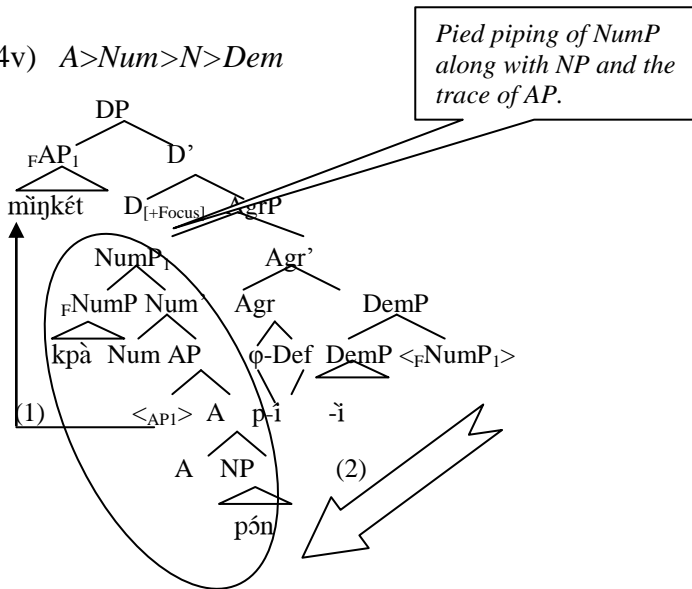 4v) A>Num>N>Dem
Pied piping of NumP
along with NP and the
trace of AP.
DP
FAP1 D’
mìŋkɛ́t D[+Focus] AgrP
NumP1 Agr’
FNumP Num’ Agr DemP
kpà Num AP φ-Def DemP <FNumP1>
(1) <AP1> A p-í -ì
A NP (2)
pɔ́n